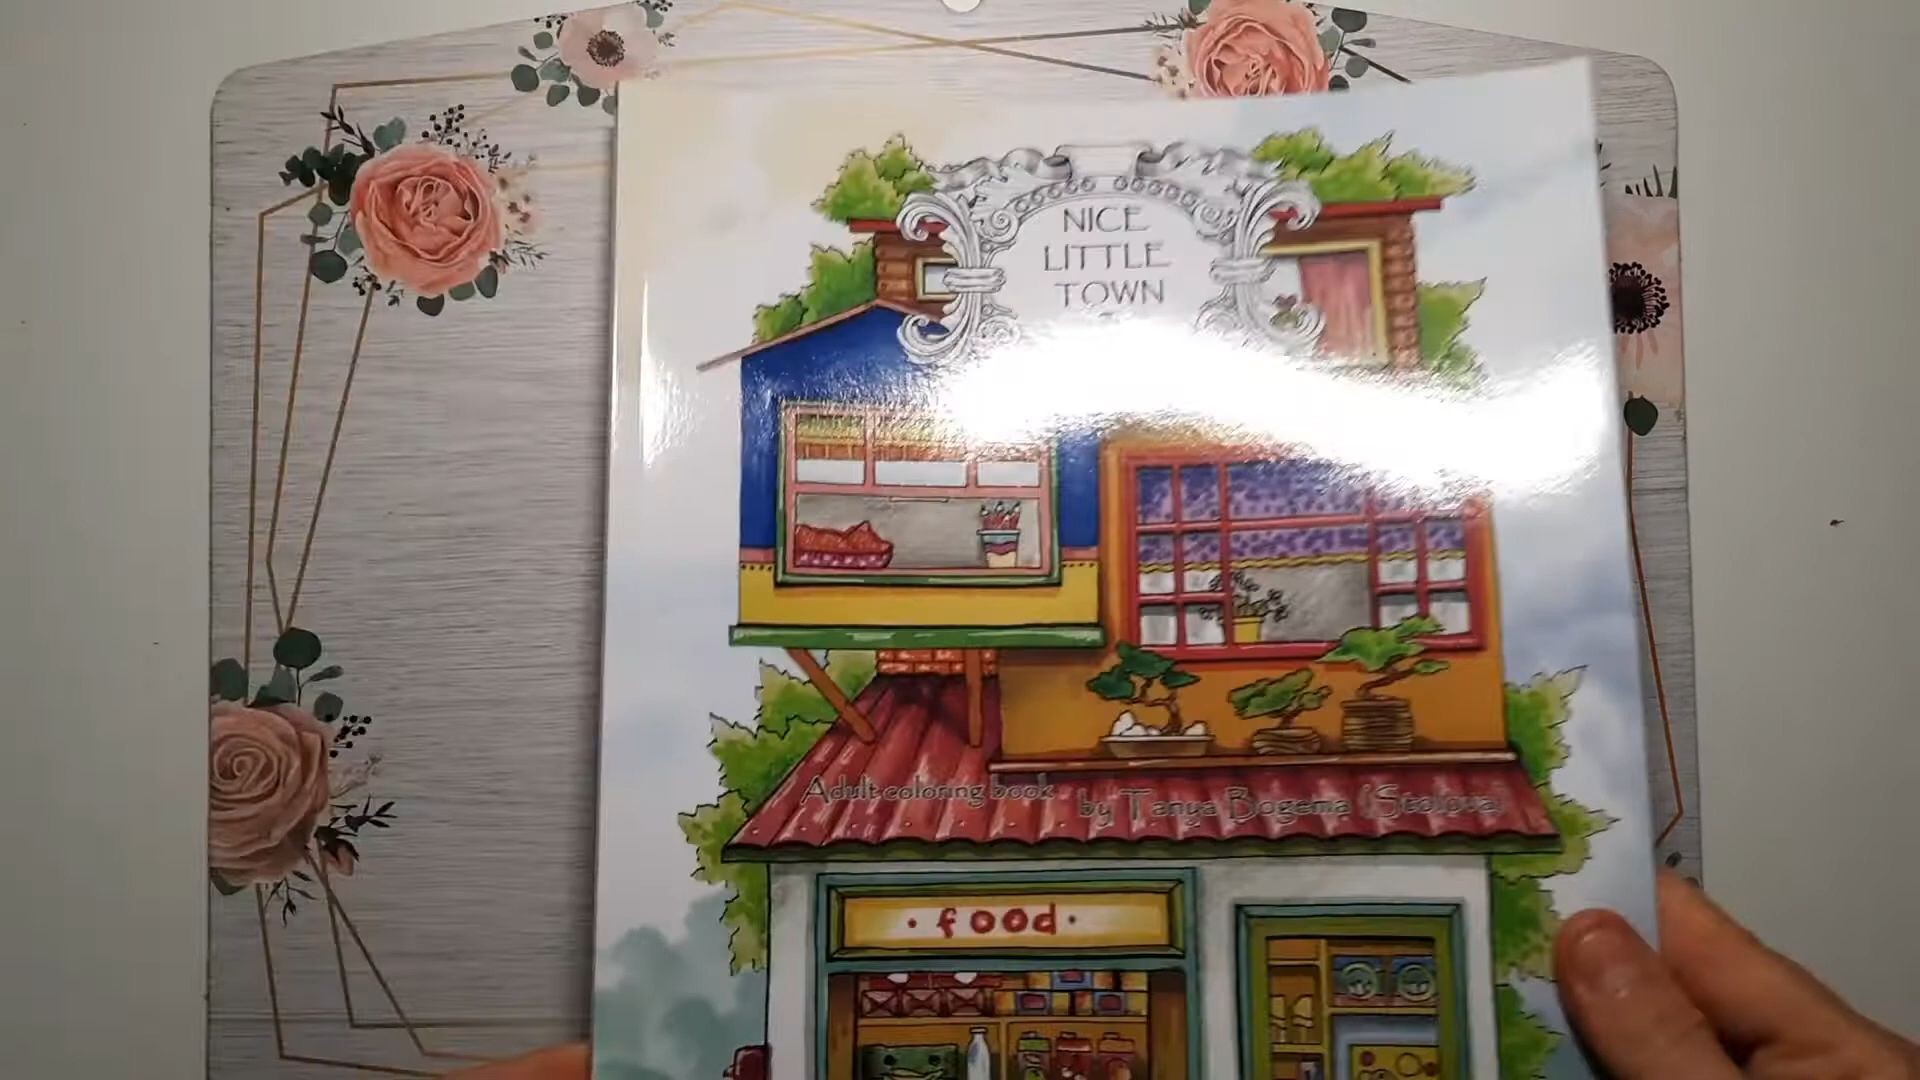 NICE
LITTLE
TOWN
Adult coloring book by Tanya Bogema (Stolova)
• food •